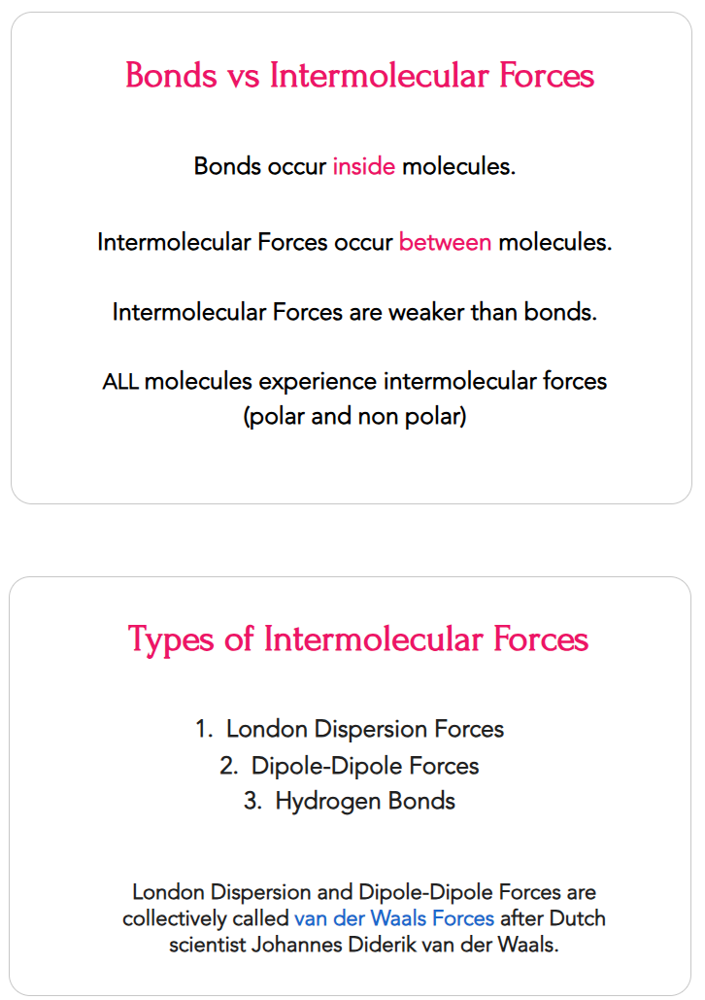 Bonds vs Intermolecular Forces
Bonds occur inside molecules.
Intermolecular Forces occur between molecules.
Intermolecular Forces are weaker than bonds.
ALL molecules experience intermolecular forces
(polar and non polar)
Types of Intermolecular Forces
1. London Dispersion Forces
2. Dipole-Dipole Forces
3. Hydrogen Bonds
London Dispersion and Dipole-Dipole Forces are
collectively called van der Waals Forces after Dutch
scientist Johannes Diderik van der Waals.